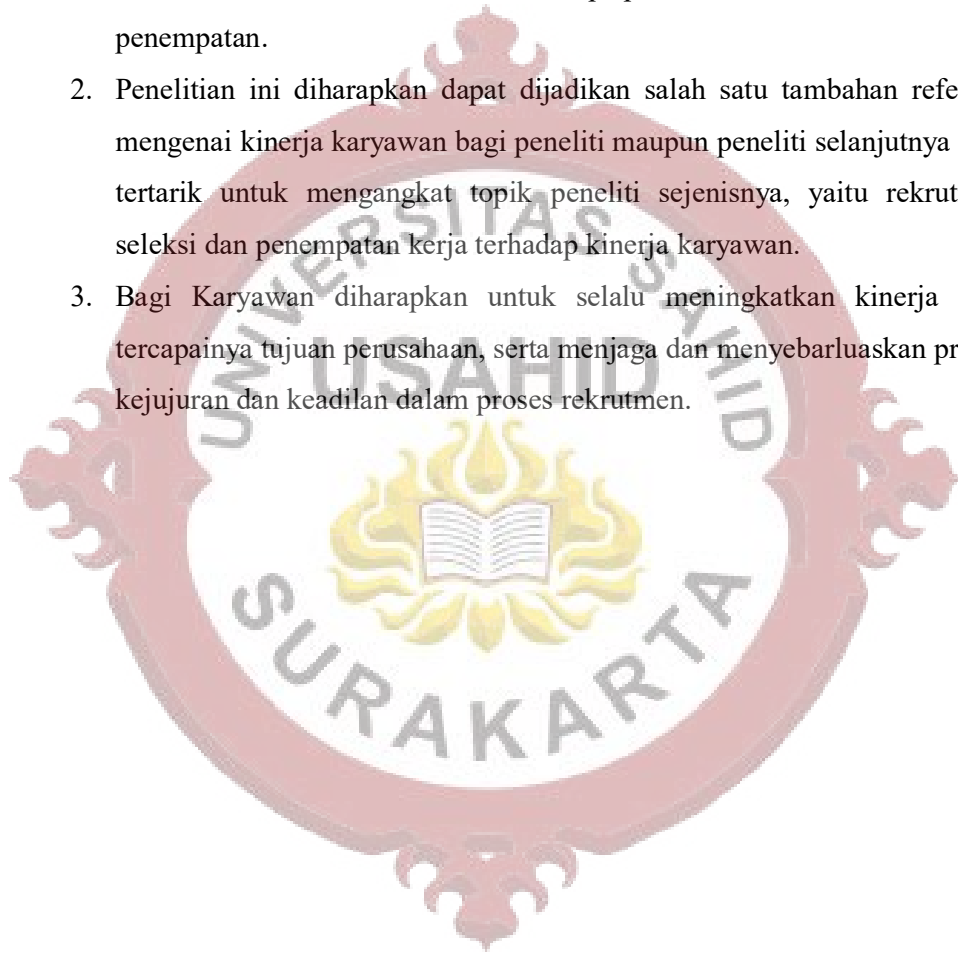 penempatan.
2. Penelitian ini diharapkan dapat dijadikan salah satu tambahan refe
mengenai kinerja karyawan bagi peneliti maupun peneliti selanjutnya
tertarik untuk mengangkat topik peneliti sejenisnya, yaitu rekrut
seleksi dan penempatan kerja terhadap kinerja karyawan.
3. Bagi Karyawan diharapkan untuk selalu meningkatkan kinerja
tercapainya tujuan perusahaan, serta menjaga dan menyebarluaskan pr
kejujuran dan keadilan dalam proses rekrutmen.
UNIVERSITAS SAHID
USAHID
SURAKARTA